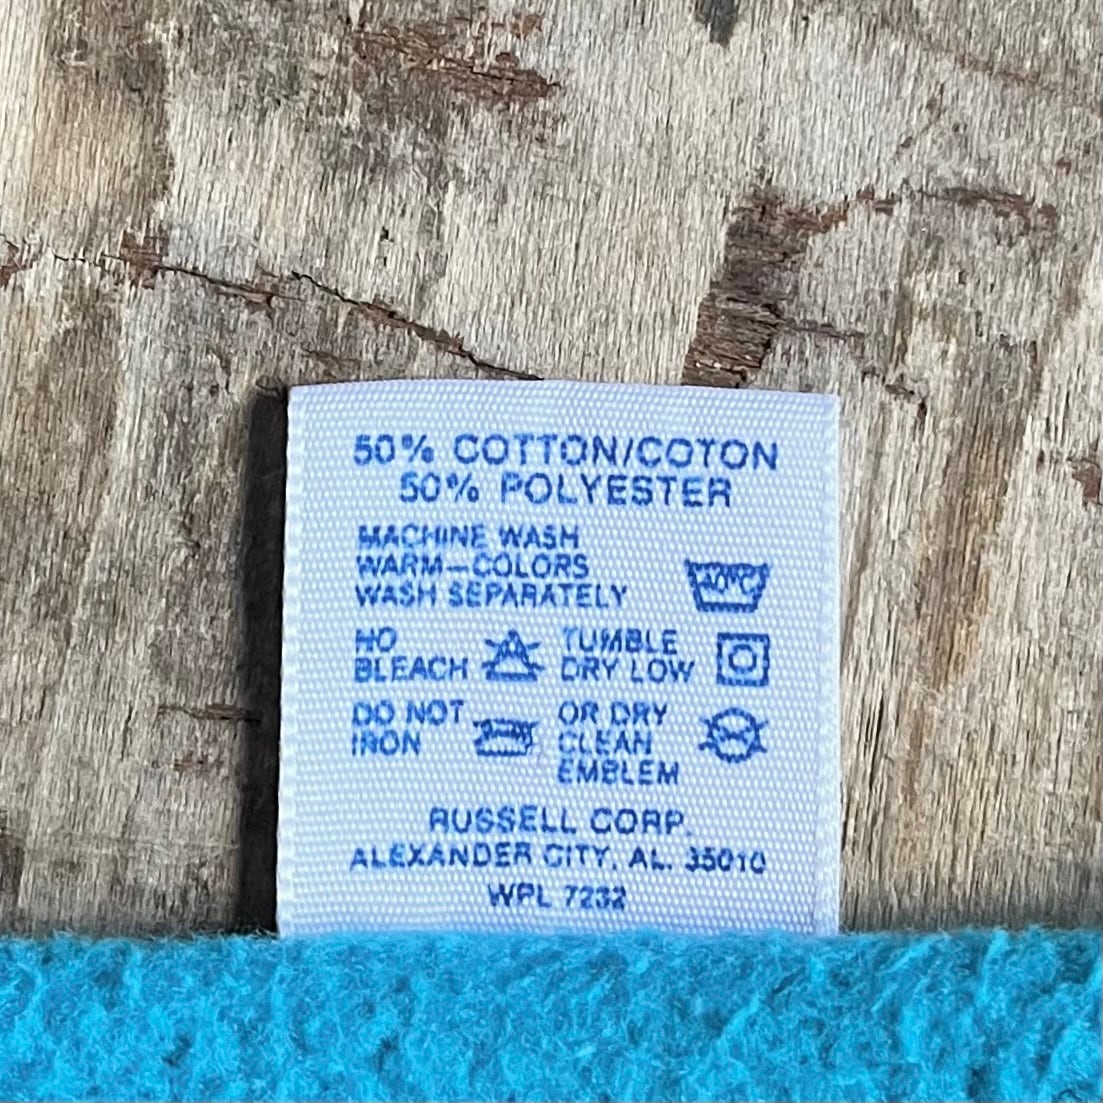 50% COTTON/COTON
50% POLYESTER
MACHINE WASH
WARM-COLORS
WASH SEPARATELY
40°C
NO
BLEACH
TUMBLE
DRY LOW
DO NOT
IRON
OR DRY
CLEAN
EMBLEM
RUSSELL CORP.
ALEXANDER CITY, AL. 35010
WPL 7232